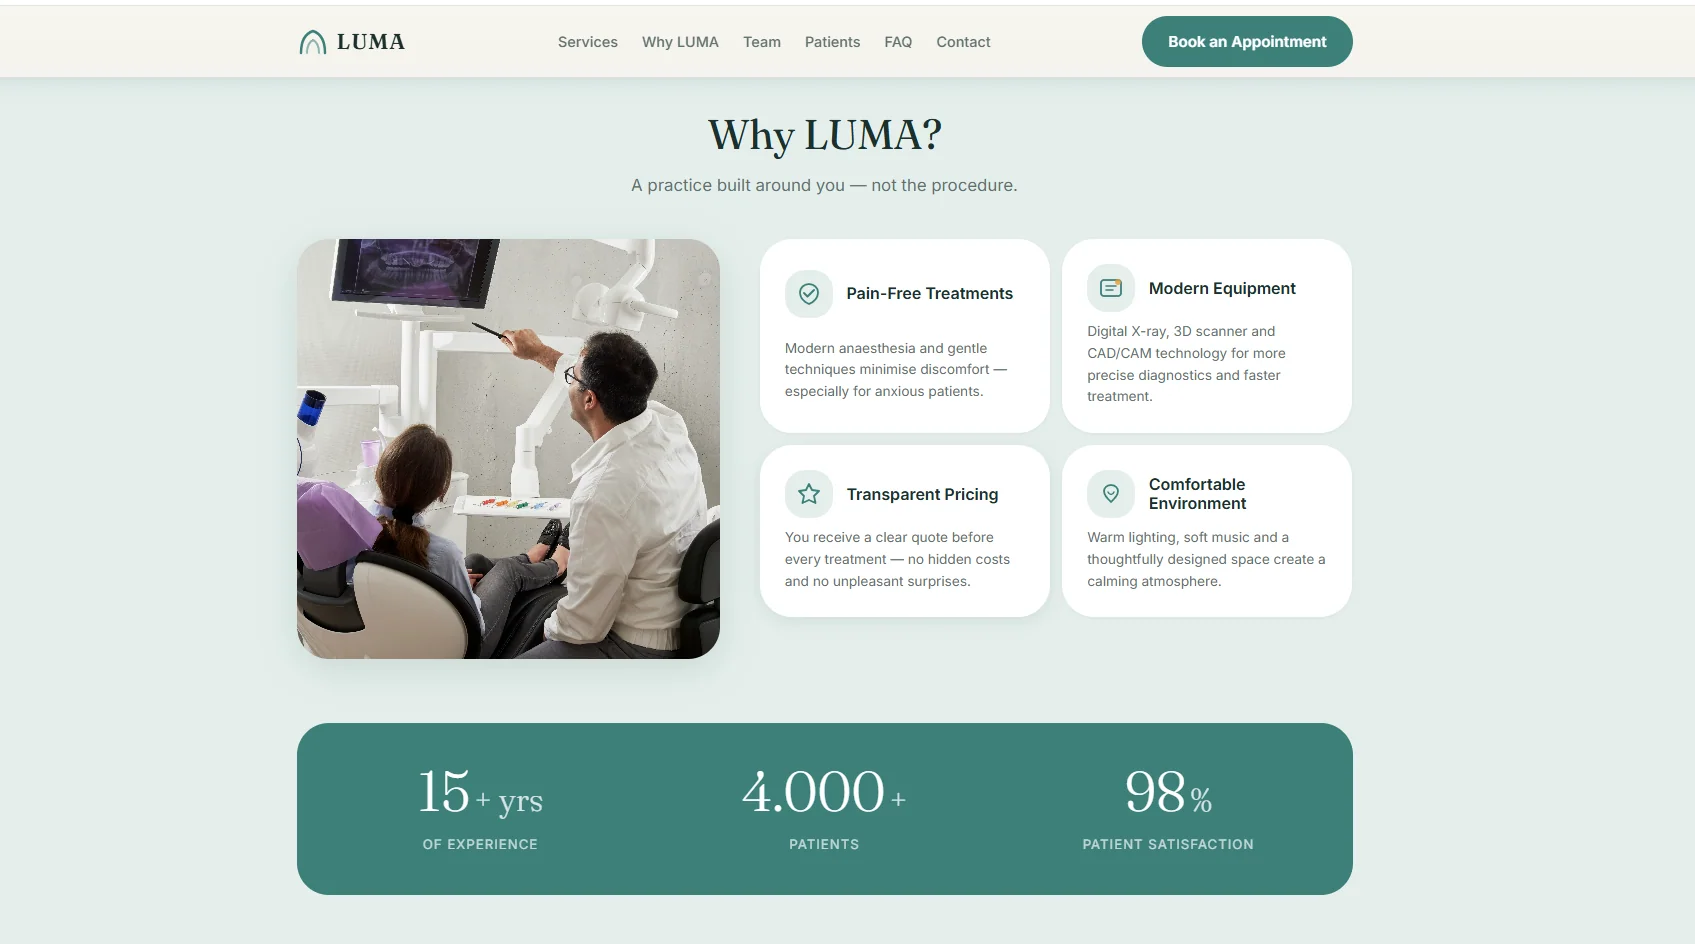 LUMA
Services
Why LUMA
Team
Patients
FAQ
Contact
Book an Appointment
Why LUMA?
A practice built around you — not the procedure.
Pain-Free Treatments
Modern anaesthesia and gentle
techniques minimise discomfort —
especially for anxious patients.
Modern Equipment
Digital X-ray, 3D scanner and
CAD/CAM technology for more
precise diagnostics and faster
treatment.
Transparent Pricing
You receive a clear quote before
every treatment — no hidden costs
and no unpleasant surprises.
Comfortable
Environment
Warm lighting, soft music and a
thoughtfully designed space create a
calming atmosphere.
15+ yrs
OF EXPERIENCE
4.000+
PATIENTS
98%
PATIENT SATISFACTION